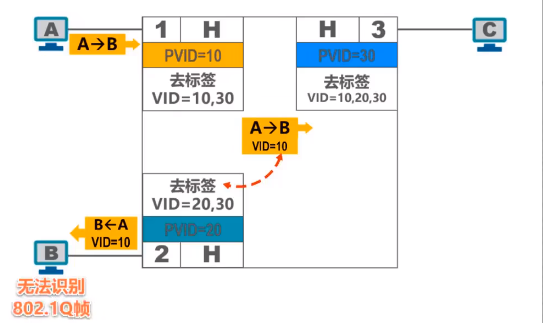 A
A→B
1 H
PVID=10
去标签
VID=10,30
H 3
PVID=30
去标签
VID=10,20,30
C
A→B
VID=10
去标签
VID=20,30
PVID=20
2 H
B←A
VID=10
B
无法识别
802.1Q帧